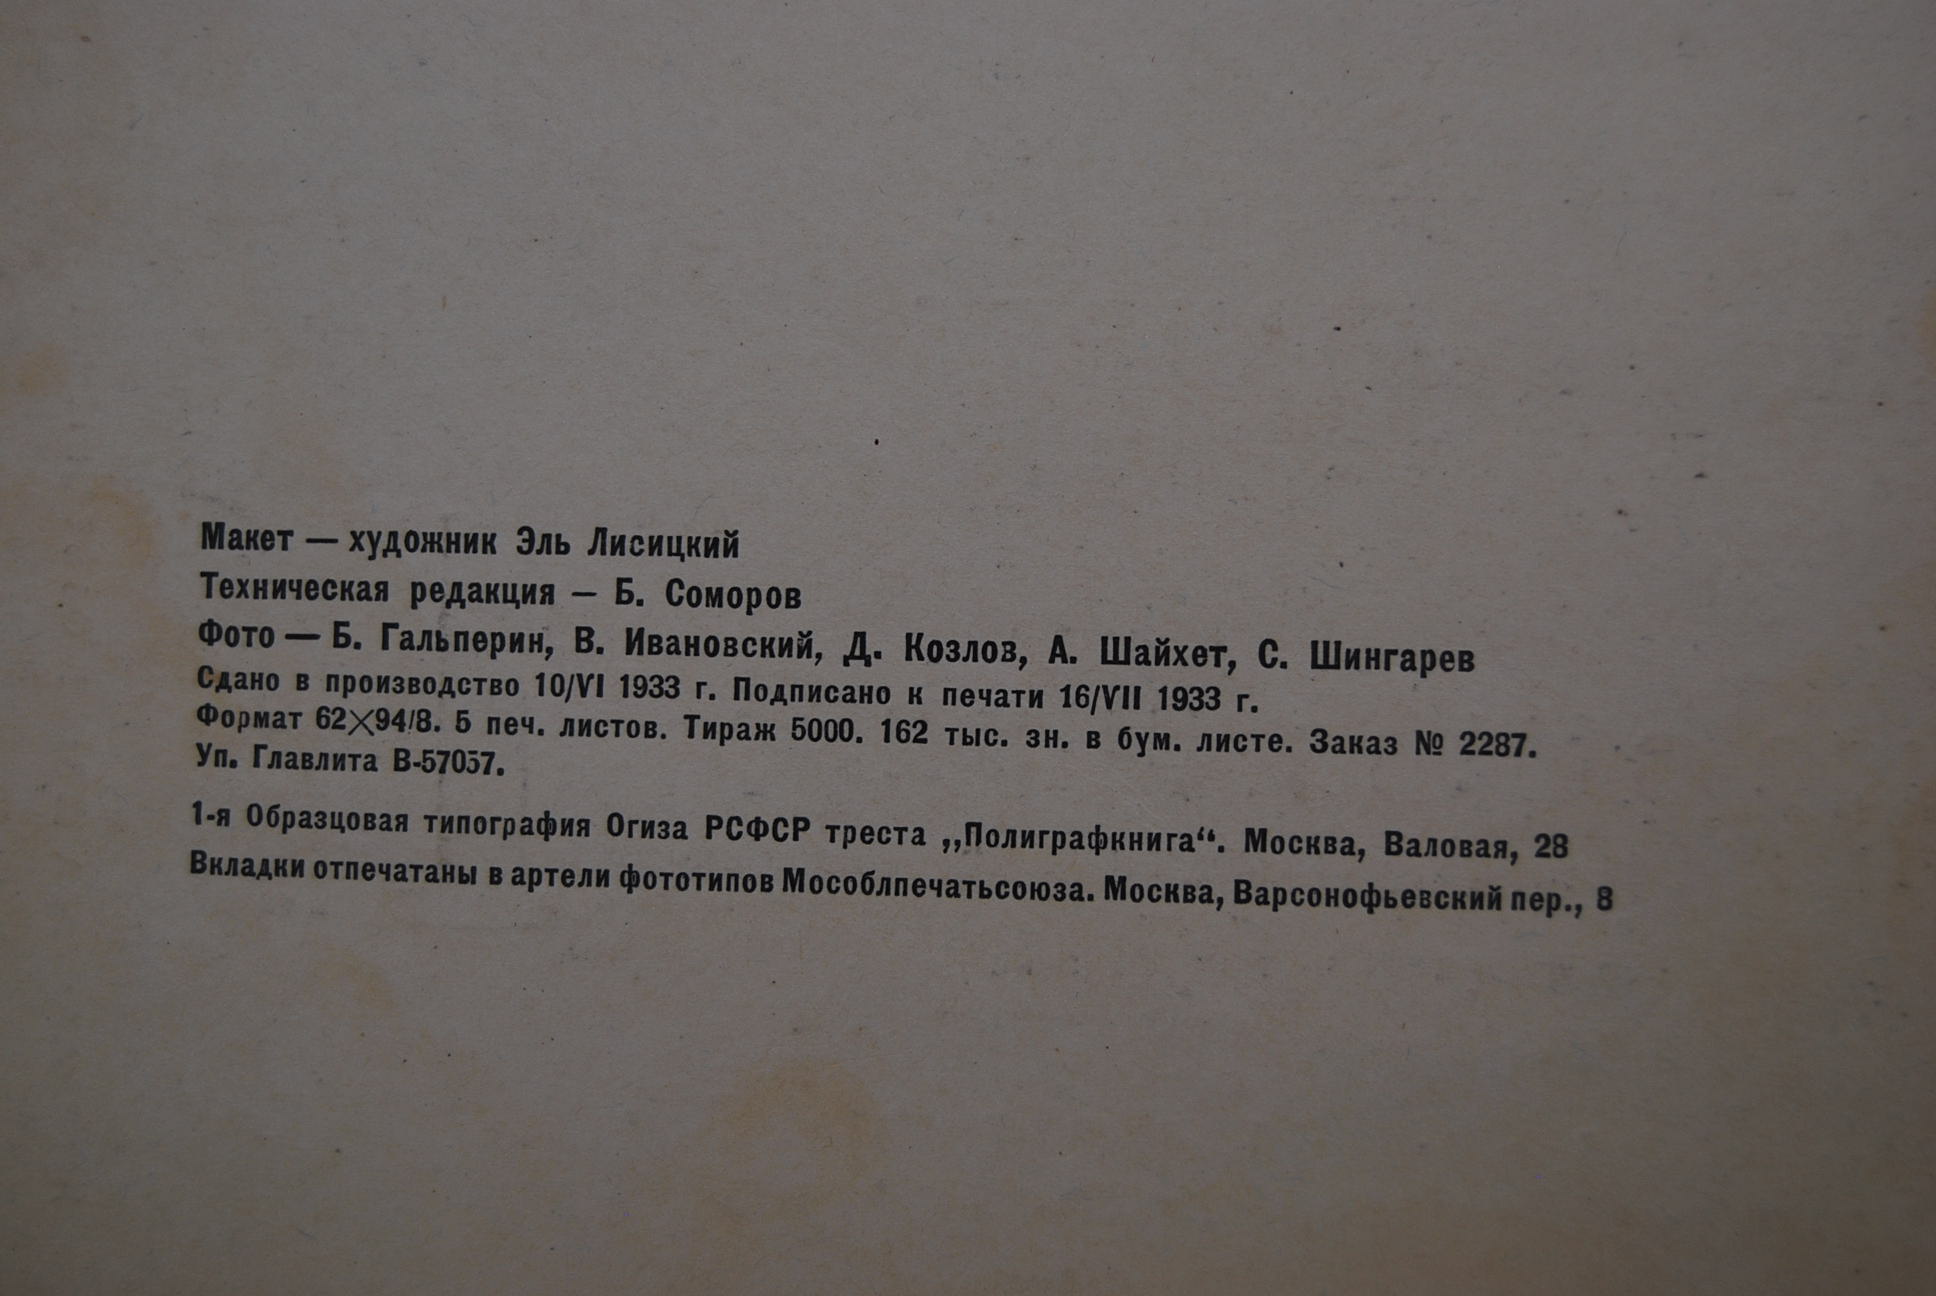 Макет — художник Эль Лисицкий
Техническая редакция — Б. Соморов
Фото — Б. Гальперин, В. Ивановский, Д. Козлов, А. Шайхет, С. Шингарев
Сдано в производство 10/VI 1933 г. Подписано к печати 16/VII 1933 г.
Формат 62×94/8. 5 печ. листов. Тираж 5000. 162 тыс. зн. в бум. листе. Заказ № 2287.
Уп. Главлита В-57057.
1-я Образцовая типография Огиза РСФСР треста „Полиграфкнига“. Москва, Валовая, 28
Вкладки отпечатаны в артели фототипов Мособлпечатьсоюза. Москва, Варсонофьевский пер., 8